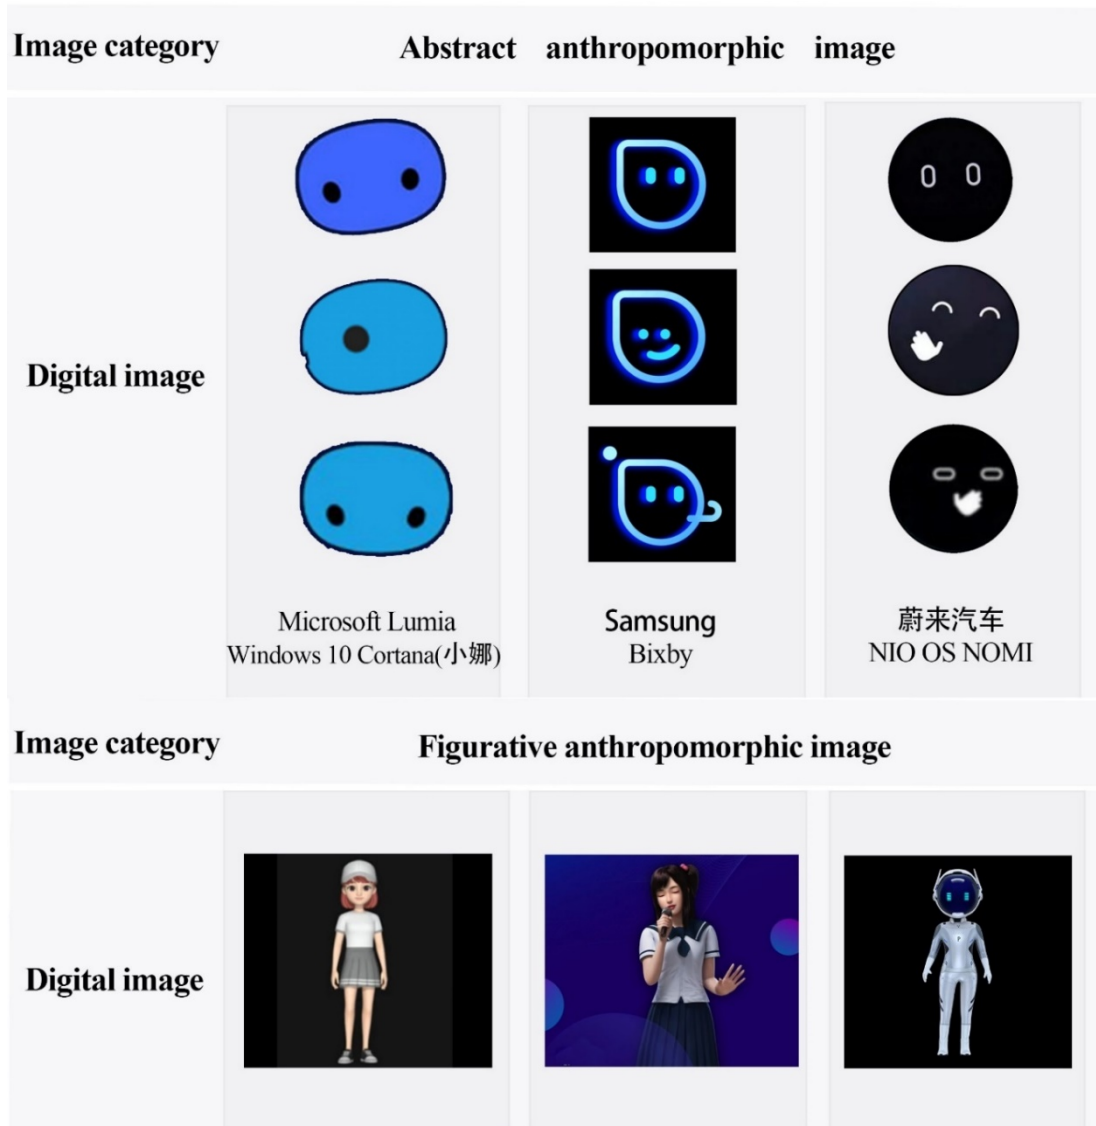 Image category
Abstract anthropomorphic image
Digital image
Microsoft Lumia
Windows 10 Cortana(小娜)
Samsung
Bixby
蔚来汽车
NIO OS NOMI
Image category
Figurative anthropomorphic image
Digital image